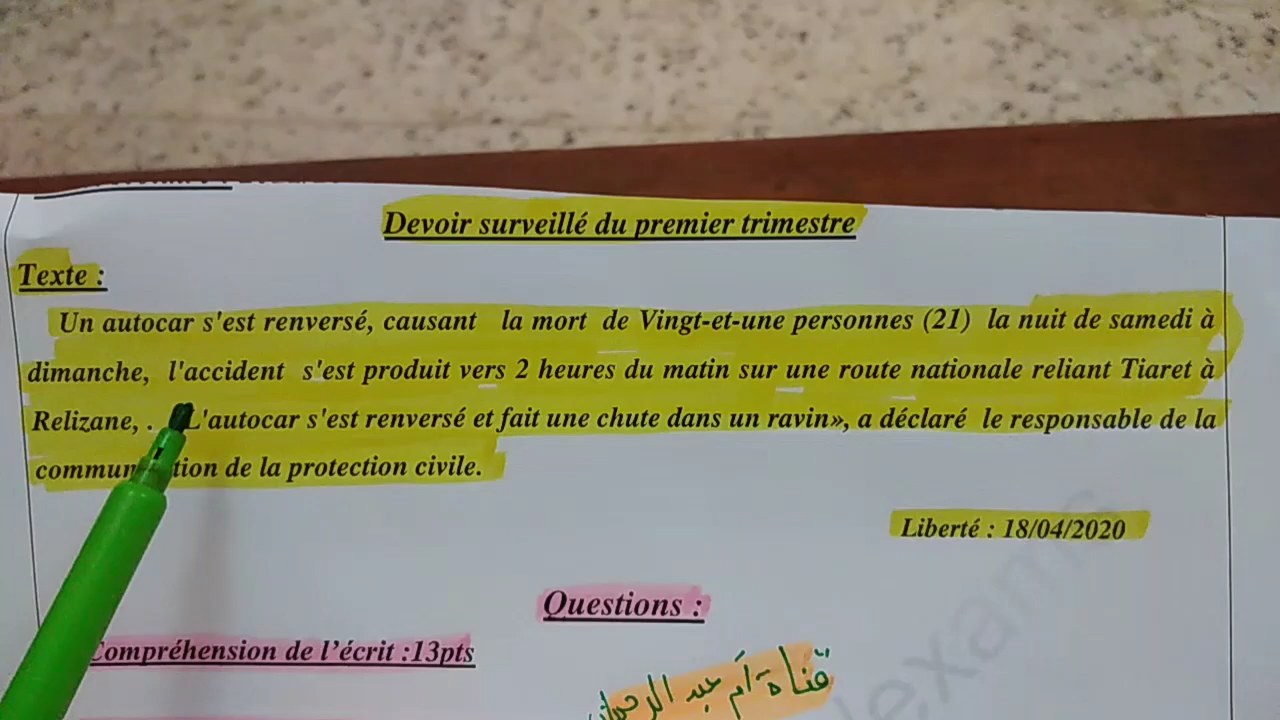 Devoir surveillé du premier trimestre
Texte :
Un autocar s'est renversé, causant la mort de Vingt-et-une personnes (21) la nuit de samedi à
dimanche, l'accident s'est produit vers 2 heures du matin sur une route nationale reliant Tiaret à
Relizane, . L'autocar s'est renversé et fait une chute dans un ravin», a déclaré le responsable de la
de la protection civile.
Liberté : 18/04/2020
Questions :
Compréhension de l'écrit :13pts
قناة أم عبد الرحمان
exams